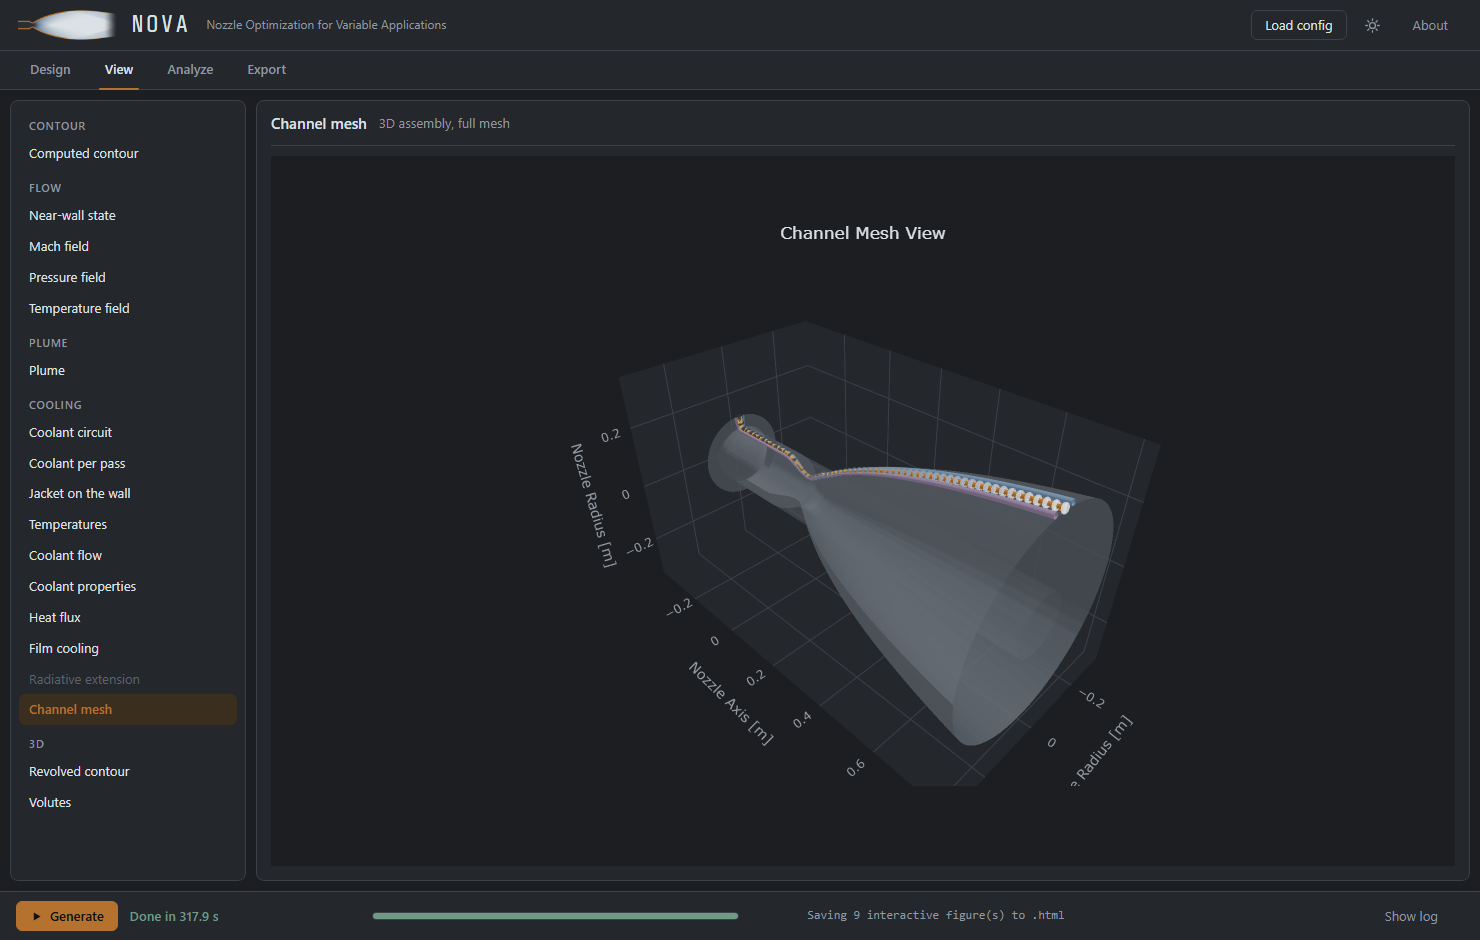 NOVA Nozzle Optimization for Variable Applications Load config About
Design View Analyze Export
CONTOUR
Computed contour
FLOW
Near-wall state
Mach field
Pressure field
Temperature field
PLUME
Plume
COOLING
Coolant circuit
Coolant per pass
Jacket on the wall
Temperatures
Coolant flow
Coolant properties
Heat flux
Film cooling
Radiative extension
Channel mesh
3D
Revolved contour
Volutes
Channel mesh 3D assembly, full mesh
Channel Mesh View
0.2
0
−0.2
Nozzle Radius [m]
−0.2
0
0.2
0.4
0.6
Nozzle Axis [m]
−0.2
0
e Radius [m]
Generate Done in 317.9 s Saving 9 interactive figure(s) to .html Show log